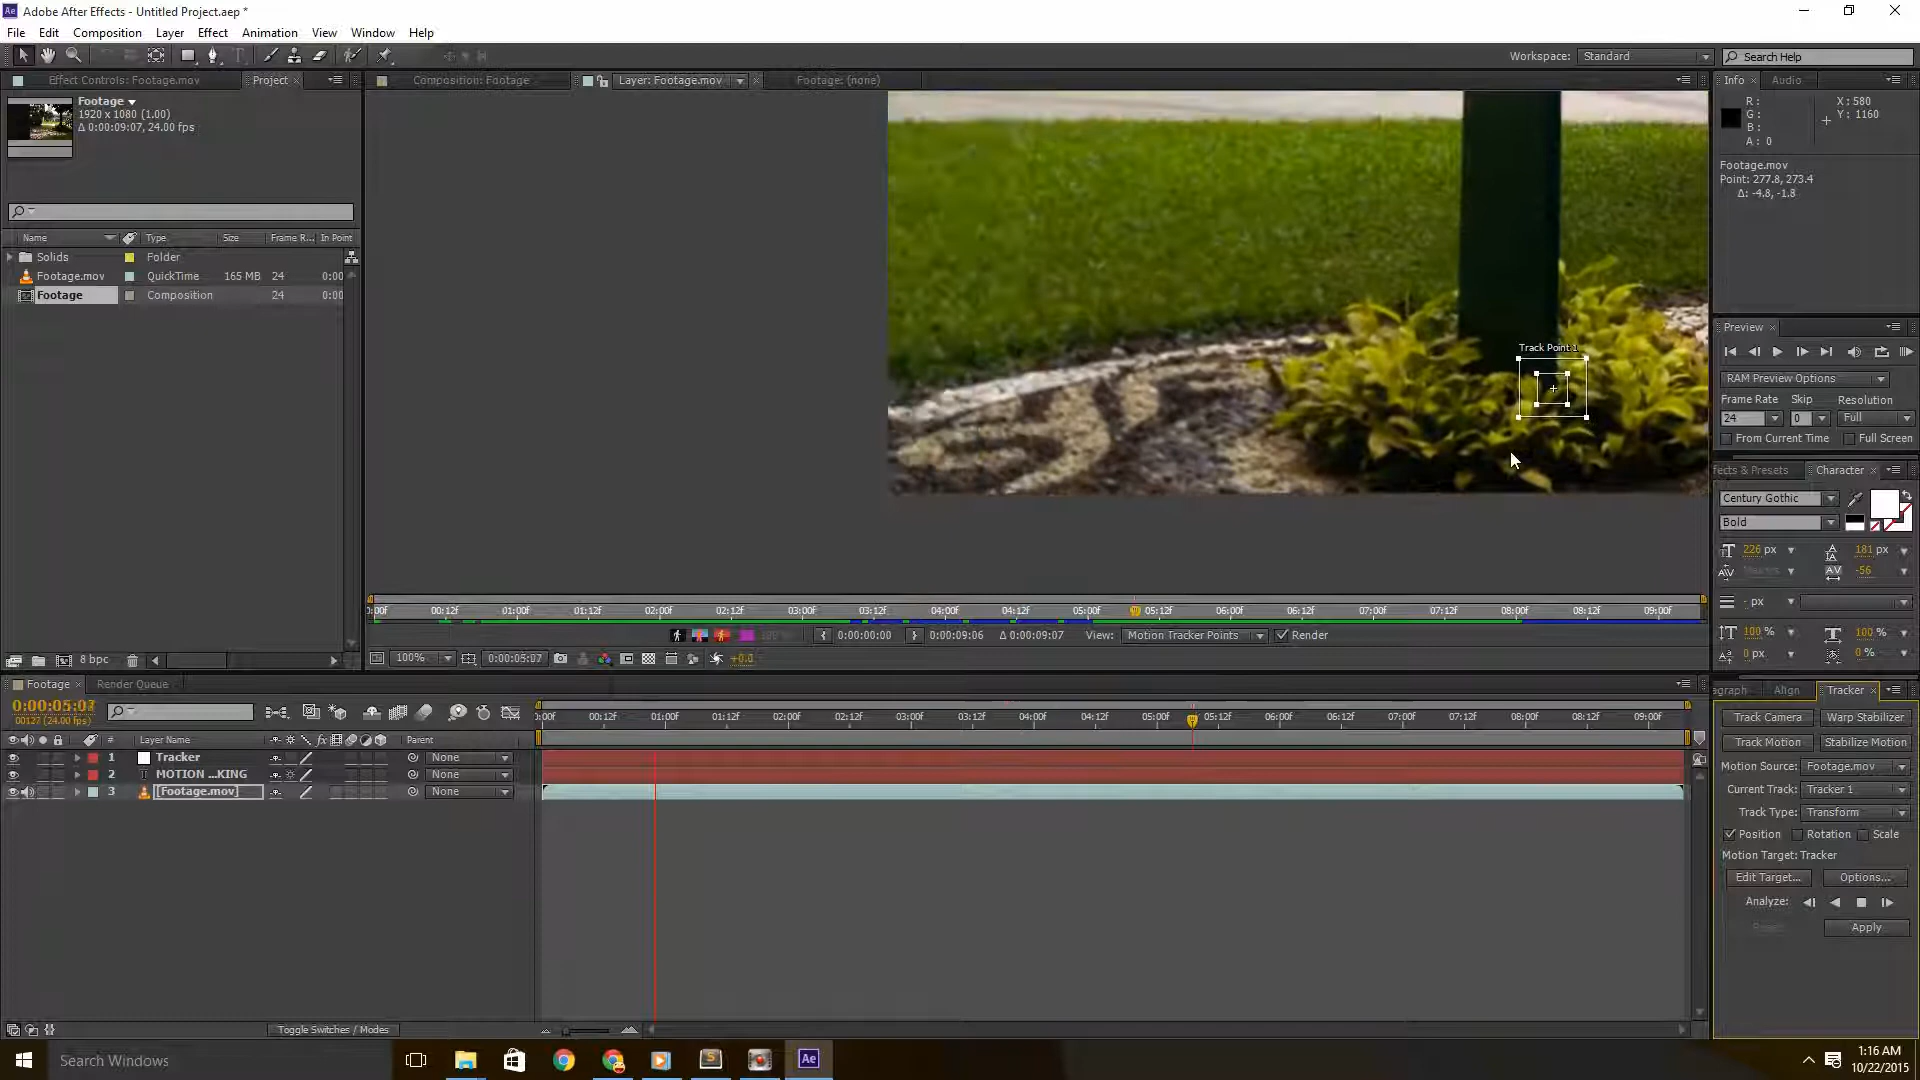 Adobe After Effects - Untitled Project.aep *
File Edit Composition Layer Effect Animation View Window Help
Workspace: Standard Search Help
Effect Controls: Footage.mov Project
Composition: Footage Layer: Footage.mov Footage: (none)
Info Audio
Footage
1920 x 1080 (1.00)
Δ 0:00:09:07, 24.00 fps
R: X: 580
G: Y: 1160
B:
A: 0
Footage.mov
Point: 277.8, 273.4
Δ: -4.8, -1.8
Name Type Size Frame R... In Point
Solids Folder
Footage.mov QuickTime 165 MB 24 0:00
Footage Composition 24 0:00
Track Point 1
Preview
RAM Preview Options
Frame Rate Skip Resolution
24 0 Full
From Current Time Full Screen
ffects & Presets Character
Century Gothic
Bold
226 px 181 px
Metrics -56
- px
100 % 100 %
0 px 0 %
0:00f 00:12f 01:00f 01:12f 02:00f 02:12f 03:00f 03:12f 04:00f 04:12f 05:00f 05:12f 06:00f 06:12f 07:00f 07:12f 08:00f 08:12f 09:00f
100 % 0:00:00:00 0:00:09:06 Δ 0:00:09:07 View: Motion Tracker Points Render
8 bpc
100% 0:00:05:07 +0.0
Footage Render Queue
0:00:05:07
00127 (24.00 fps)
:00f 00:12f 01:00f 01:12f 02:00f 02:12f 03:00f 03:12f 04:00f 04:12f 05:00f 05:12f 06:00f 06:12f 07:00f 07:12f 08:00f 08:12f 09:00f
# Layer Name fx Parent
1 Tracker None
2 MOTION ...KING None
3 [Footage.mov] None
agraph Align Tracker
Track Camera Warp Stabilizer
Track Motion Stabilize Motion
Motion Source: Footage.mov
Current Track: Tracker 1
Track Type: Transform
Position Rotation Scale
Motion Target: Tracker
Edit Target... Options...
Analyze:
Reset Apply
Toggle Switches / Modes
Search Windows
Ae
1:16 AM
10/22/2015